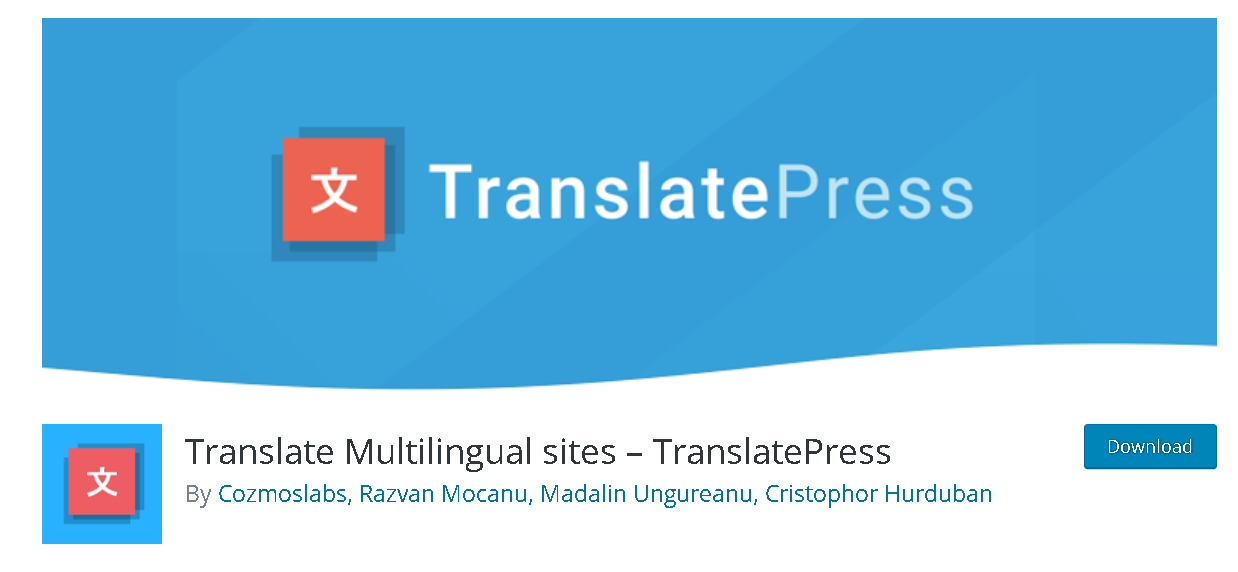 文 TranslatePress
文
Translate Multilingual sites – TranslatePress
Download
By Cozmoslabs, Razvan Mocanu, Madalin Ungureanu, Cristophor Hurduban